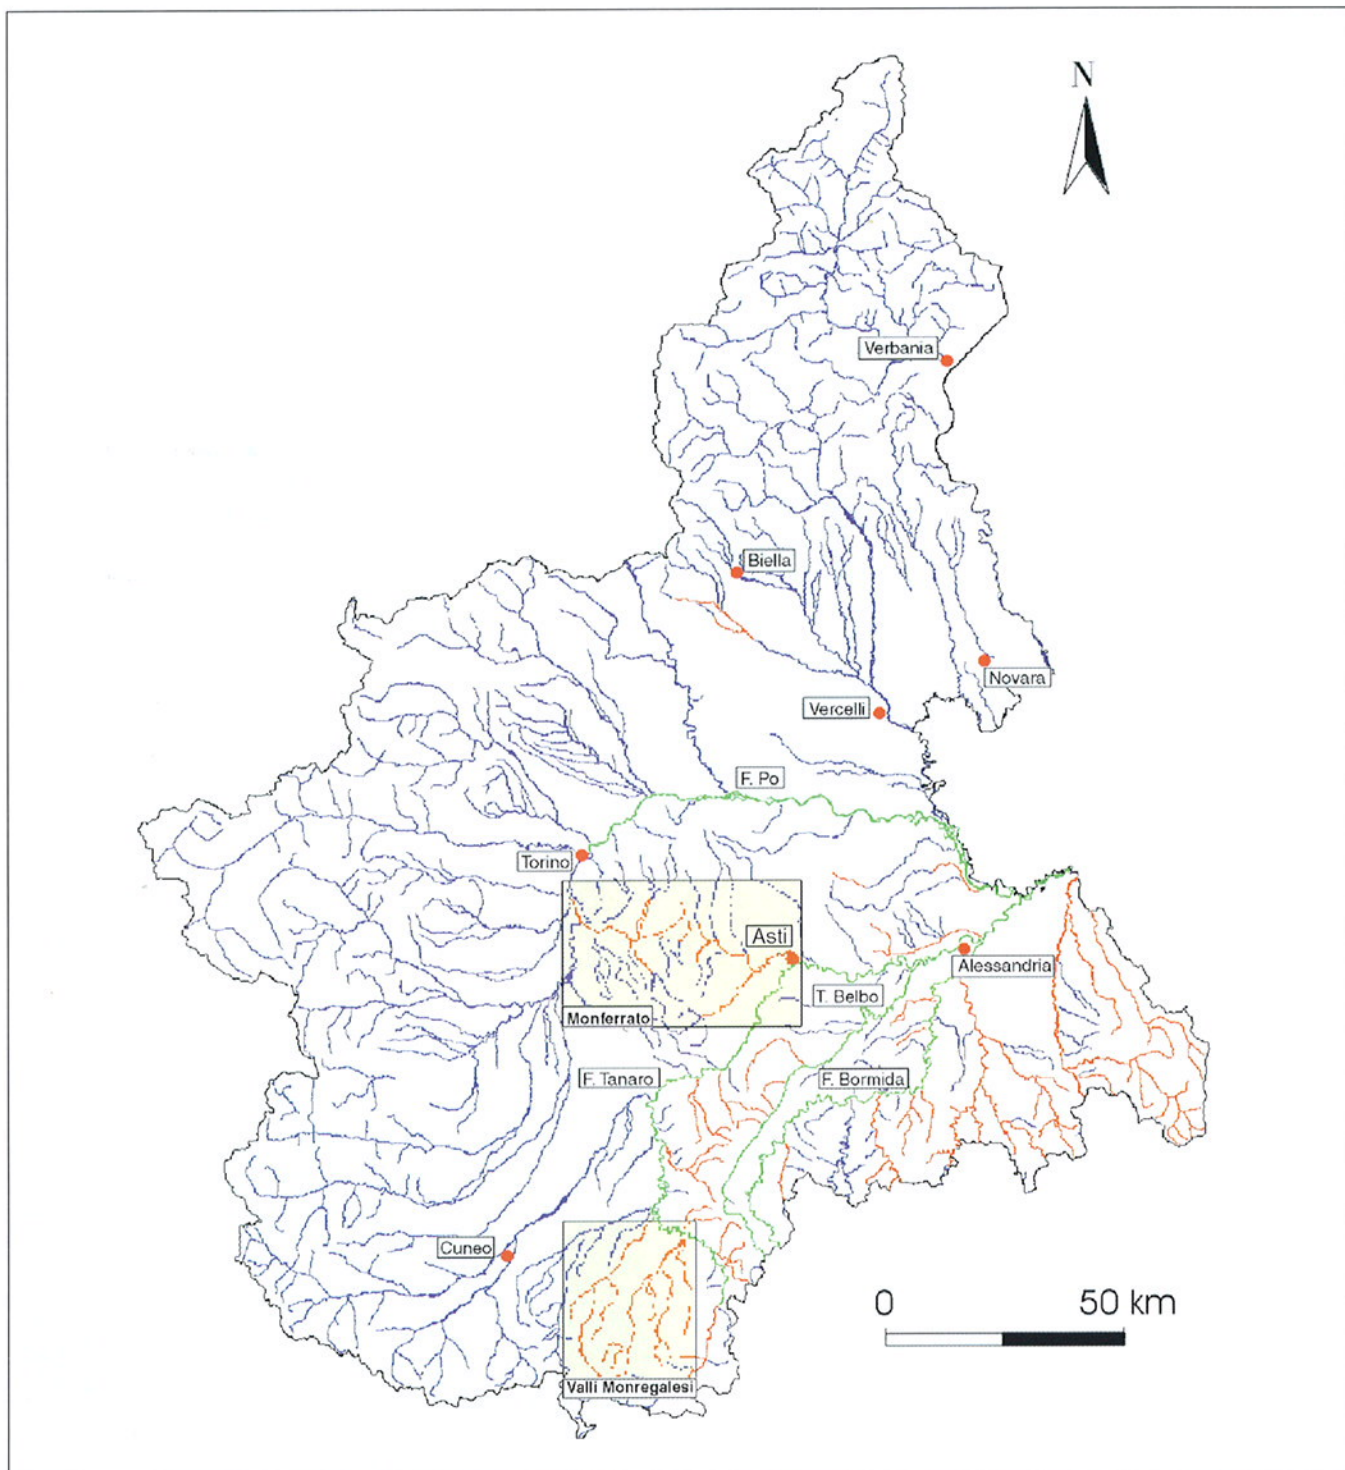 N
Verbania
Biella
Novara
Vercelli
F. Po
Torino
Asti
Alessandria
T. Belbo
Monferrato
F. Tanaro
F. Bormida
Cuneo
0 50 km
Valli Monregalesi